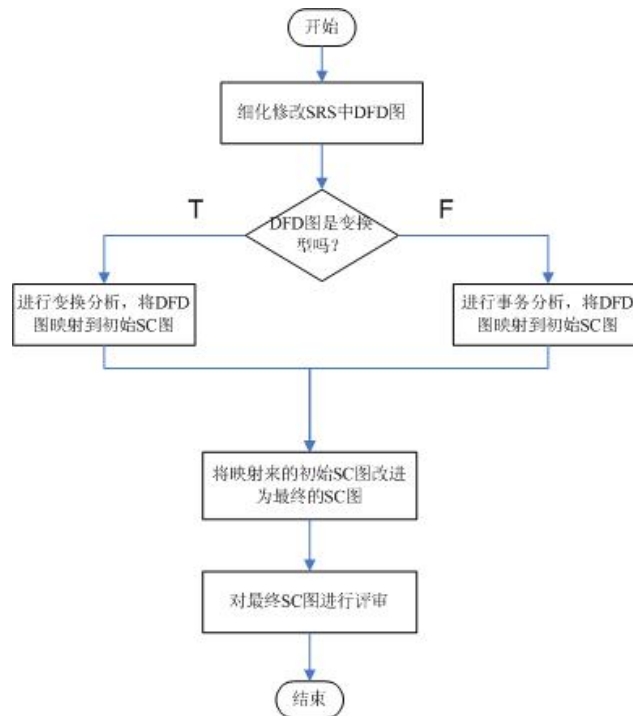 开始
细化修改SRS中DFD图
T
F
DFD图是变换
型吗？
进行变换分析，将DFD
图映射到初始SC图
进行事务分析，将DFD
图映射到初始SC图
将映射来的初始SC图改进
为最终的SC图
对最终SC图进行评审
结束